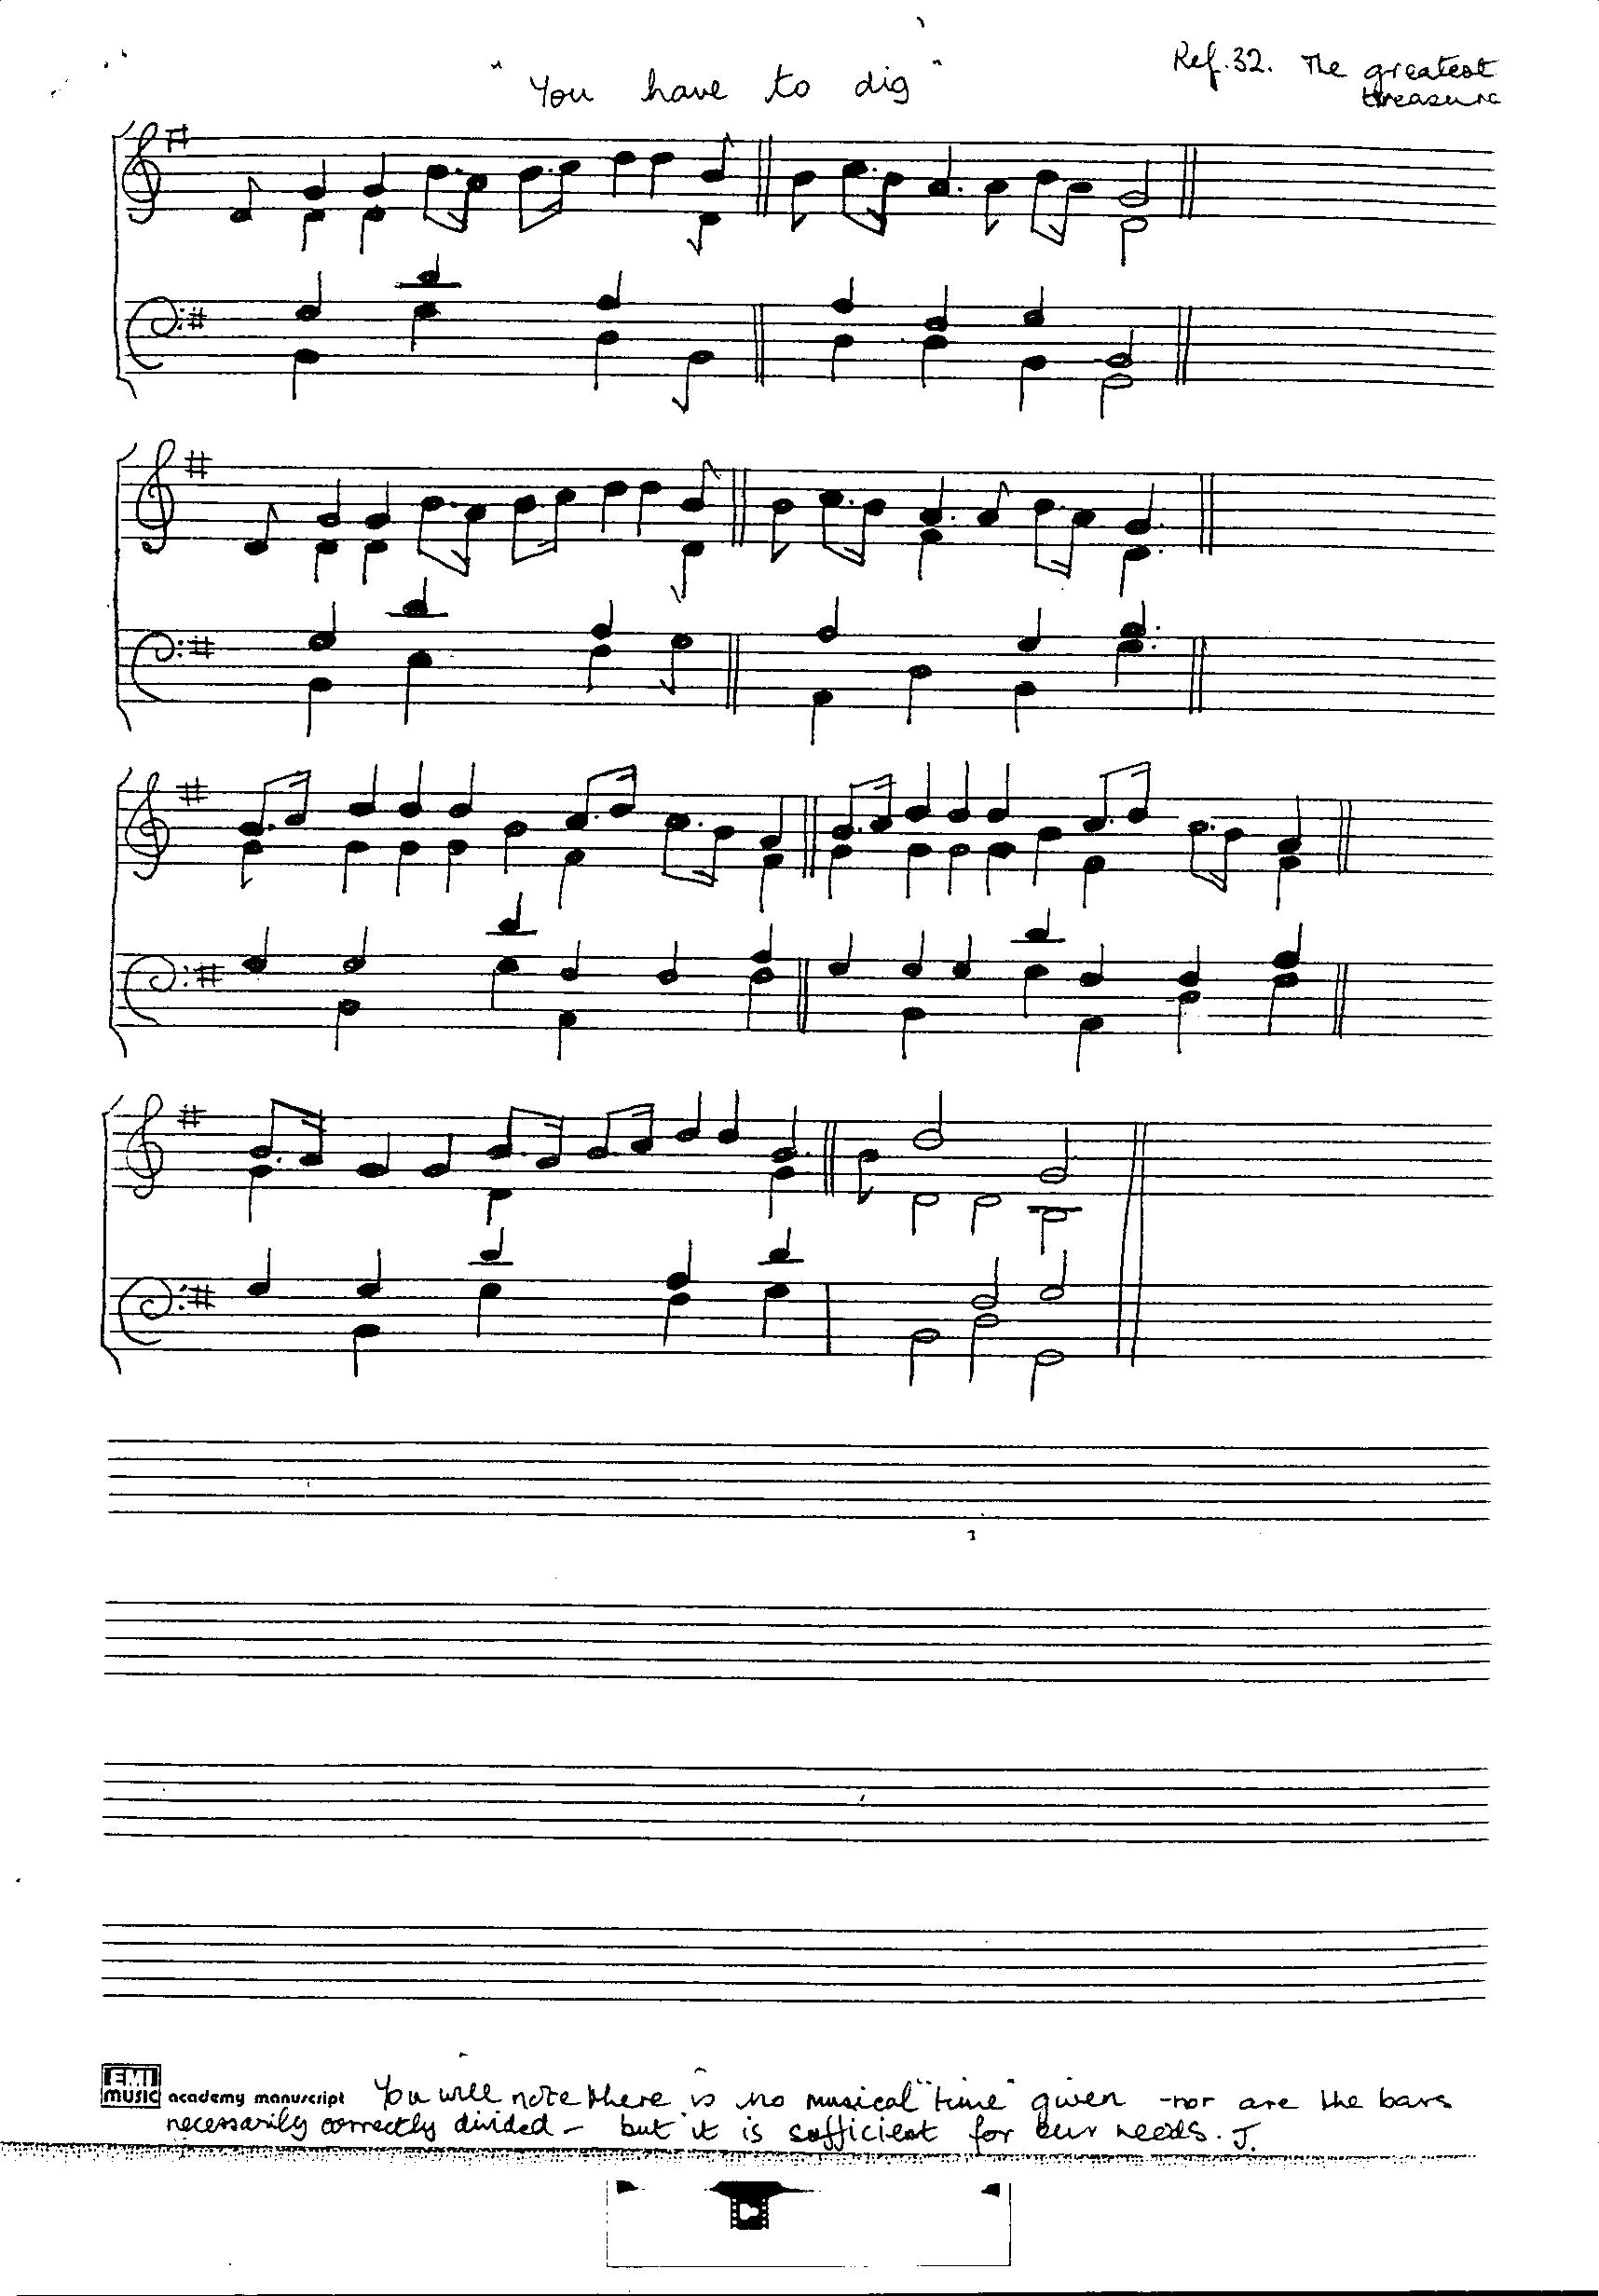 "You have to dig"
Ref. 32. The greatest
treasure
EMI
MUSIC academy manuscript You will note there is no musical "time" given - nor are the bars
necessarily correctly divided - but it is sufficient for our needs. J.